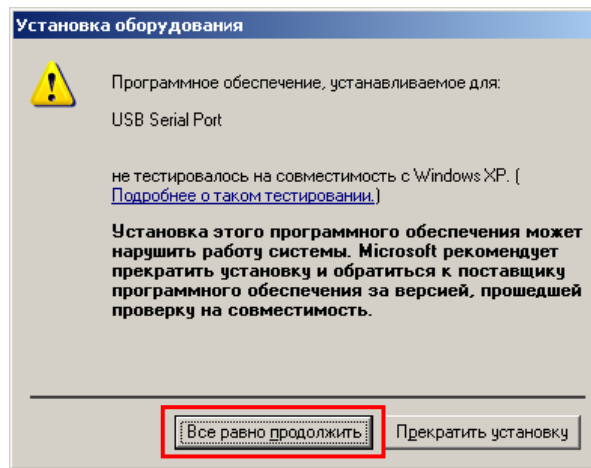 Установка оборудования
Программное обеспечение, устанавливаемое для:
USB Serial Port
не тестировалось на совместимость с Windows XP. (
Подробнее о таком тестировании.)
Установка этого программного обеспечения может
нарушить работу системы. Microsoft рекомендует
прекратить установку и обратиться к поставщику
программного обеспечения за версией, прошедшей
проверку на совместимость.
Все равно продолжить
Прекратить установку